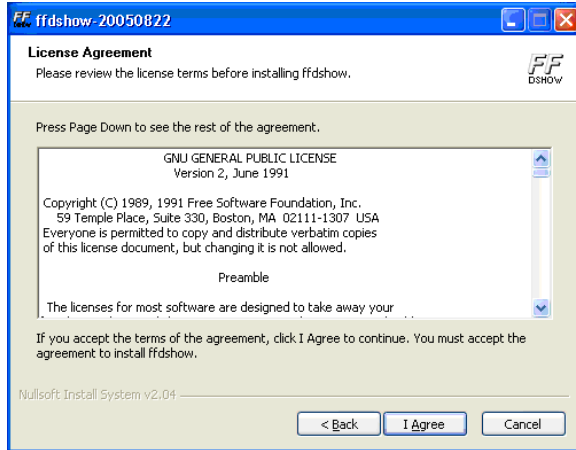 ffdshow-20050822
License Agreement
Please review the license terms before installing ffdshow.
FF
DSHOW
Press Page Down to see the rest of the agreement.
GNU GENERAL PUBLIC LICENSE
Version 2, June 1991
Copyright (C) 1989, 1991 Free Software Foundation, Inc.
59 Temple Place, Suite 330, Boston, MA 02111-1307 USA
Everyone is permitted to copy and distribute verbatim copies
of this license document, but changing it is not allowed.
Preamble
The licenses for most software are designed to take away your
If you accept the terms of the agreement, click I Agree to continue. You must accept the
agreement to install ffdshow.
Nullsoft Install System v2.04
< Back
I Agree
Cancel